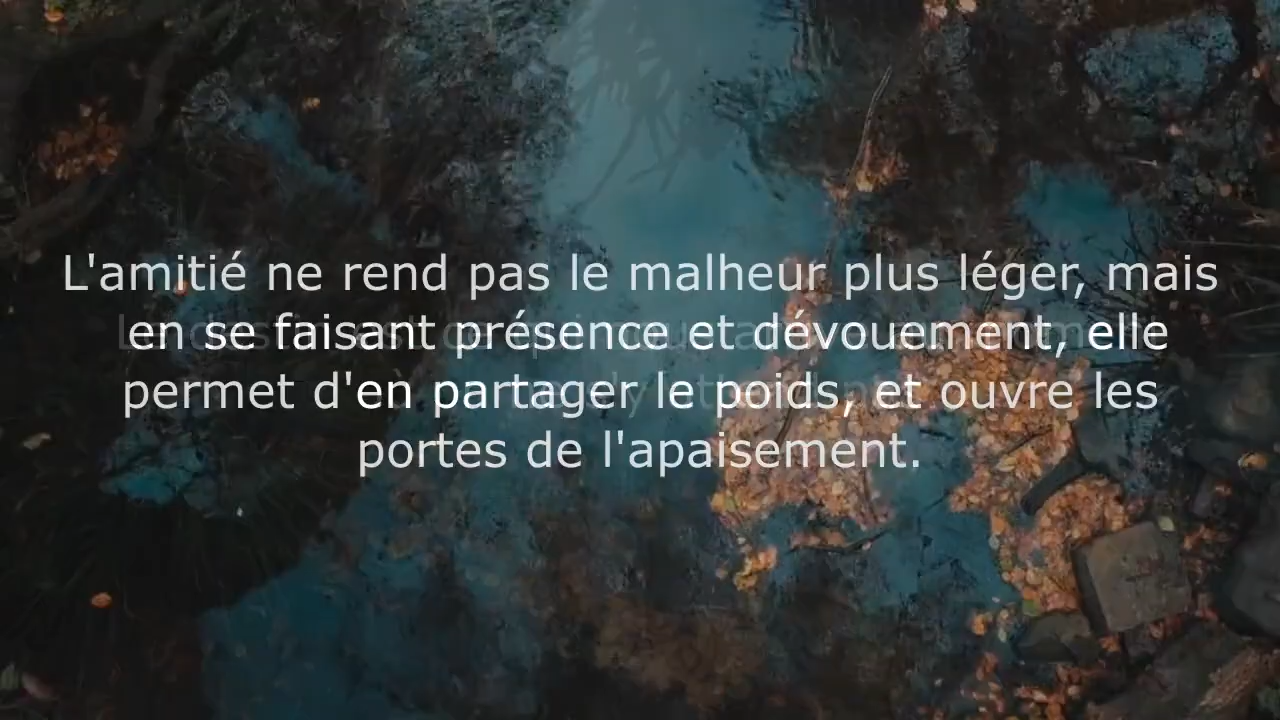 L'amitié ne rend pas le malheur plus léger, mais
en se faisant présence et dévouement, elle
permet d'en partager le poids, et ouvre les
portes de l'apaisement.